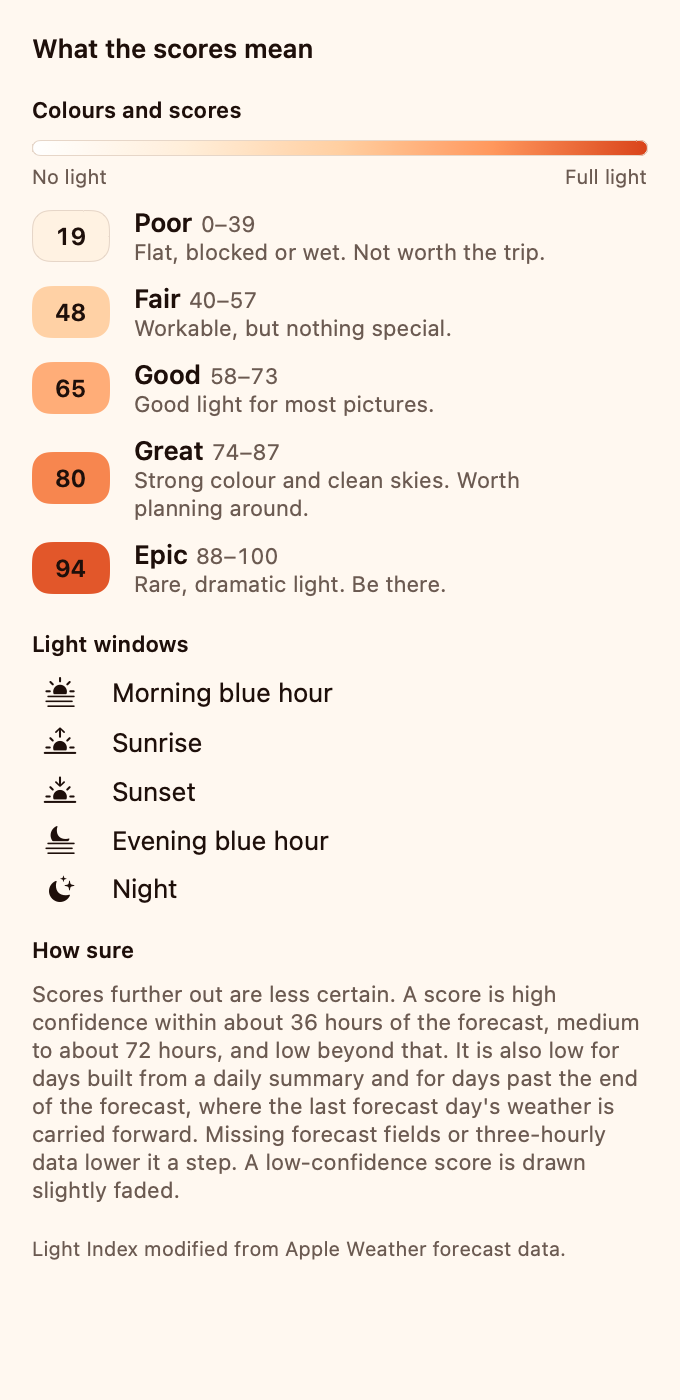 What the scores mean
Colours and scores
No light
Full light
19
Poor 0–39
Flat, blocked or wet. Not worth the trip.
48
Fair 40–57
Workable, but nothing special.
65
Good 58–73
Good light for most pictures.
80
Great 74–87
Strong colour and clean skies. Worth
planning around.
94
Epic 88–100
Rare, dramatic light. Be there.
Light windows
Morning blue hour
Sunrise
Sunset
Evening blue hour
Night
How sure
Scores further out are less certain. A score is high
confidence within about 36 hours of the forecast, medium
to about 72 hours, and low beyond that. It is also low for
days built from a daily summary and for days past the end
of the forecast, where the last forecast day's weather is
carried forward. Missing forecast fields or three-hourly
data lower it a step. A low-confidence score is drawn
slightly faded.
Light Index modified from Apple Weather forecast data.